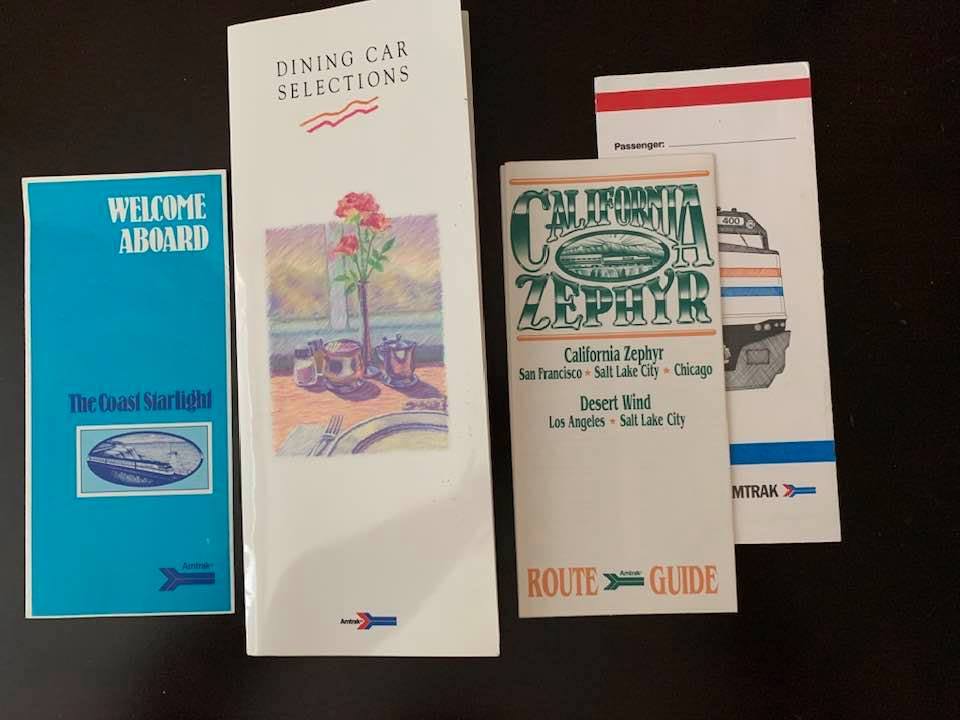 WELCOME
ABOARD
The Coast Starlight
Amtrak
DINING CAR
SELECTIONS
Amtrak
CALIFORNIA
ZEPHYR
California Zephyr
San Francisco ★ Salt Lake City ★ Chicago
Desert Wind
Los Angeles ★ Salt Lake City
ROUTE Amtrak GUIDE
Passenger:
400
MTRAK